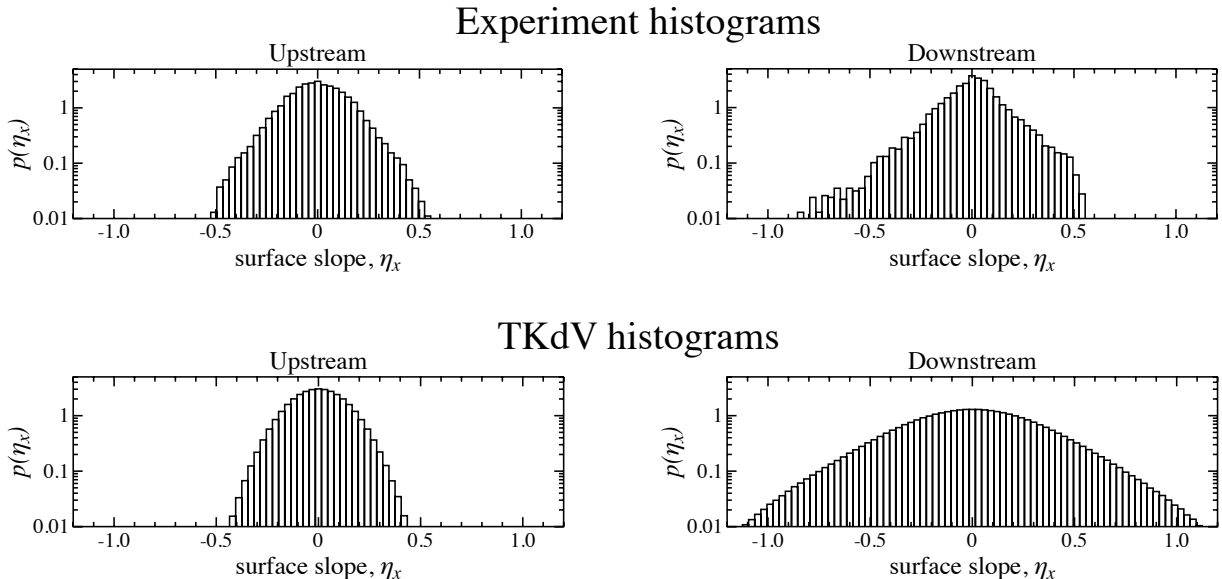 Experiment histograms
Upstream
Downstream
p(ηx)
1
0.1
0.01
-1.0 -0.5 0 0.5 1.0
surface slope, ηx
p(ηx)
1
0.1
0.01
-1.0 -0.5 0 0.5 1.0
surface slope, ηx
TKdV histograms
Upstream
Downstream
p(ηx)
1
0.1
0.01
-1.0 -0.5 0 0.5 1.0
surface slope, ηx
p(ηx)
1
0.1
0.01
-1.0 -0.5 0 0.5 1.0
surface slope, ηx